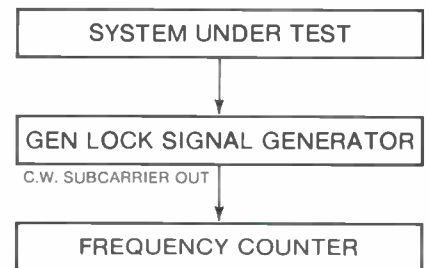 SYSTEM UNDER TEST
GEN LOCK SIGNAL GENERATOR
C.W. SUBCARRIER OUT
FREQUENCY COUNTER